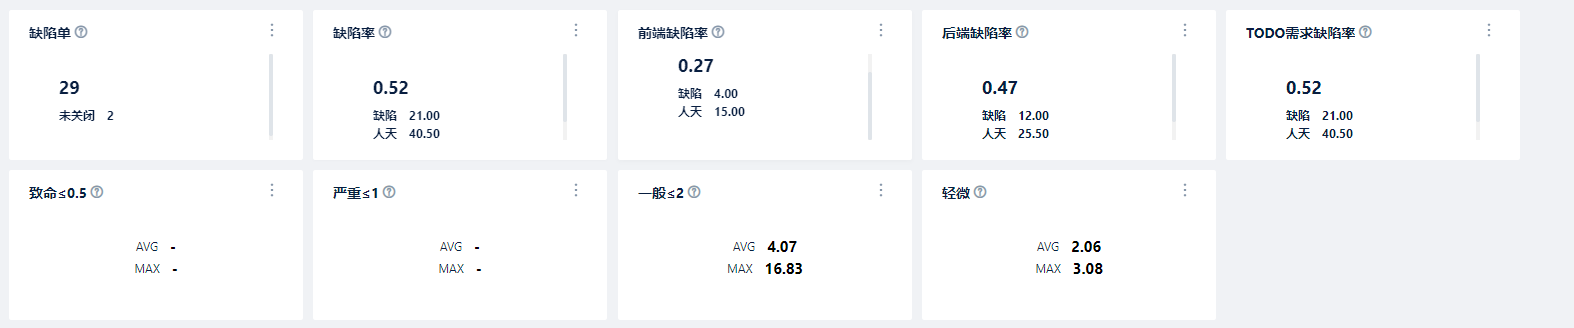 缺陷单
29
未关闭 2
缺陷率
0.52
缺陷 21.00
人天 40.50
前端缺陷率
0.27
缺陷 4.00
人天 15.00
后端缺陷率
0.47
缺陷 12.00
人天 25.50
TODO需求缺陷率
0.52
缺陷 21.00
人天 40.50
致命≤0.5
AVG -
MAX -
严重≤1
AVG -
MAX -
一般≤2
AVG 4.07
MAX 16.83
轻微
AVG 2.06
MAX 3.08